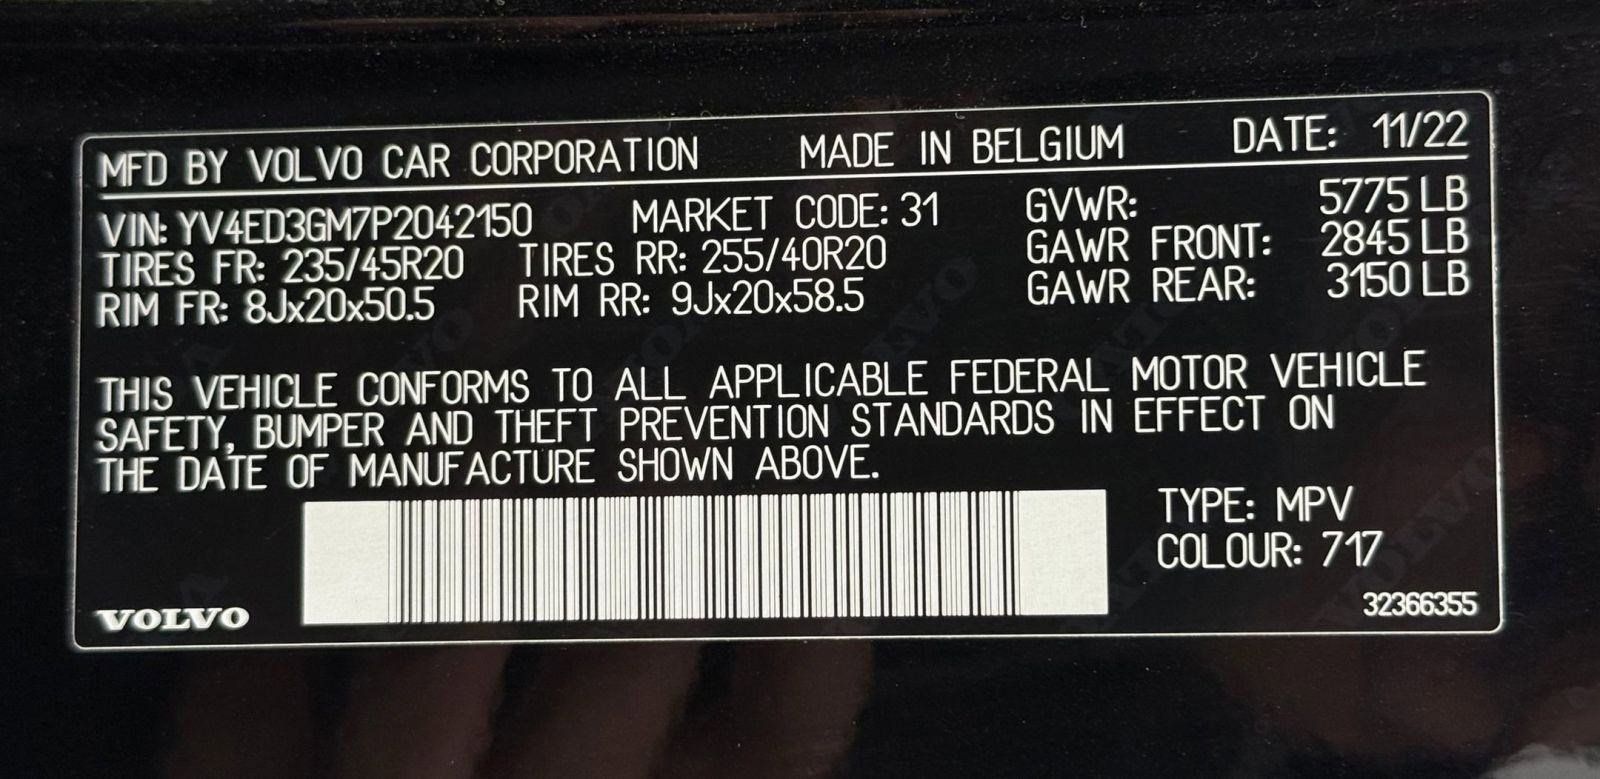 MFD BY VOLVO CAR CORPORATION MADE IN BELGIUM DATE: 11/22
VIN: YV4ED3GM7P2042150 MARKET CODE: 31 GVWR: 5775 LB
TIRES FR: 235/45R20 TIRES RR: 255/40R20 GAWR FRONT: 2845 LB
RIM FR: 8Jx20x50.5 RIM RR: 9Jx20x58.5 GAWR REAR: 3150 LB
THIS VEHICLE CONFORMS TO ALL APPLICABLE FEDERAL MOTOR VEHICLE
SAFETY, BUMPER AND THEFT PREVENTION STANDARDS IN EFFECT ON
THE DATE OF MANUFACTURE SHOWN ABOVE.
TYPE: MPV
COLOUR: 717
VOLVO
32366355